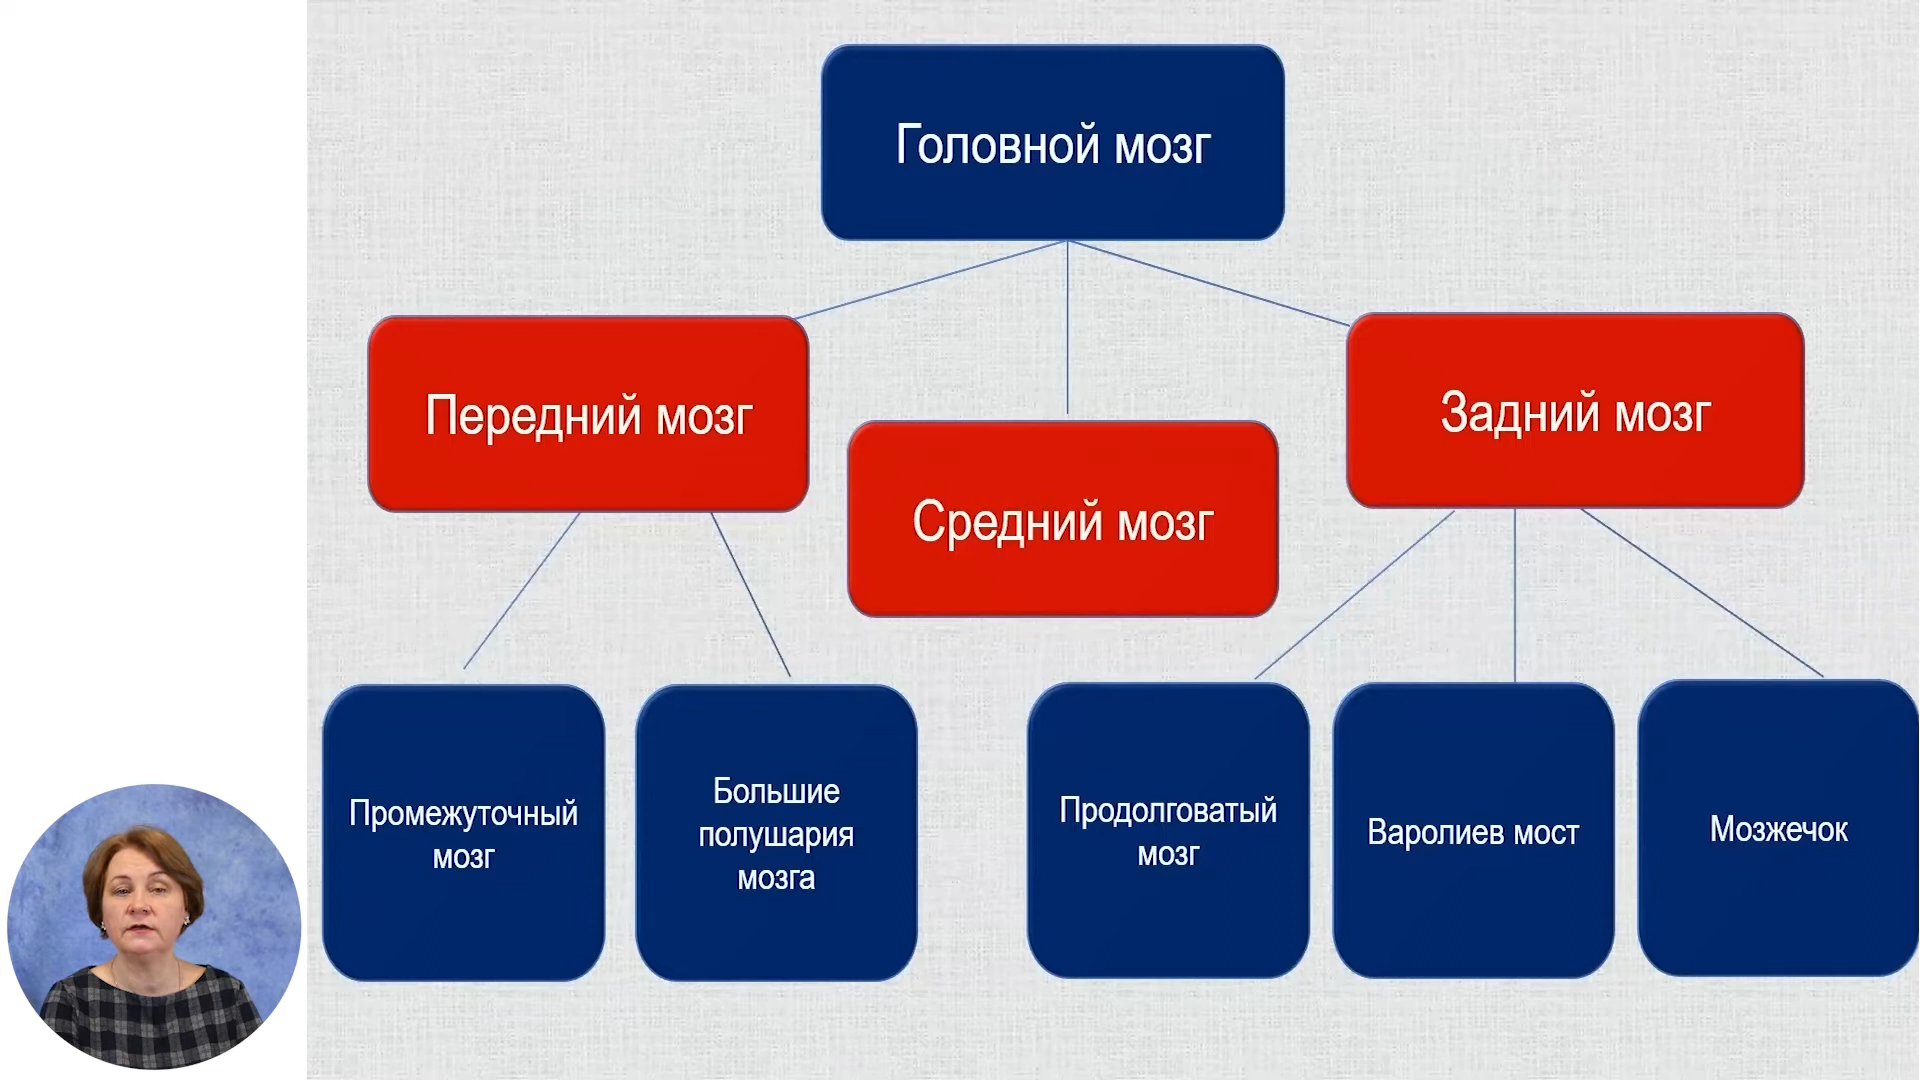 Головной мозг
Передний мозг
Средний мозг
Задний мозг
Промежуточный
мозг
Большие
полушария
мозга
Продолговатый
мозг
Варолиев мост
Мозжечок